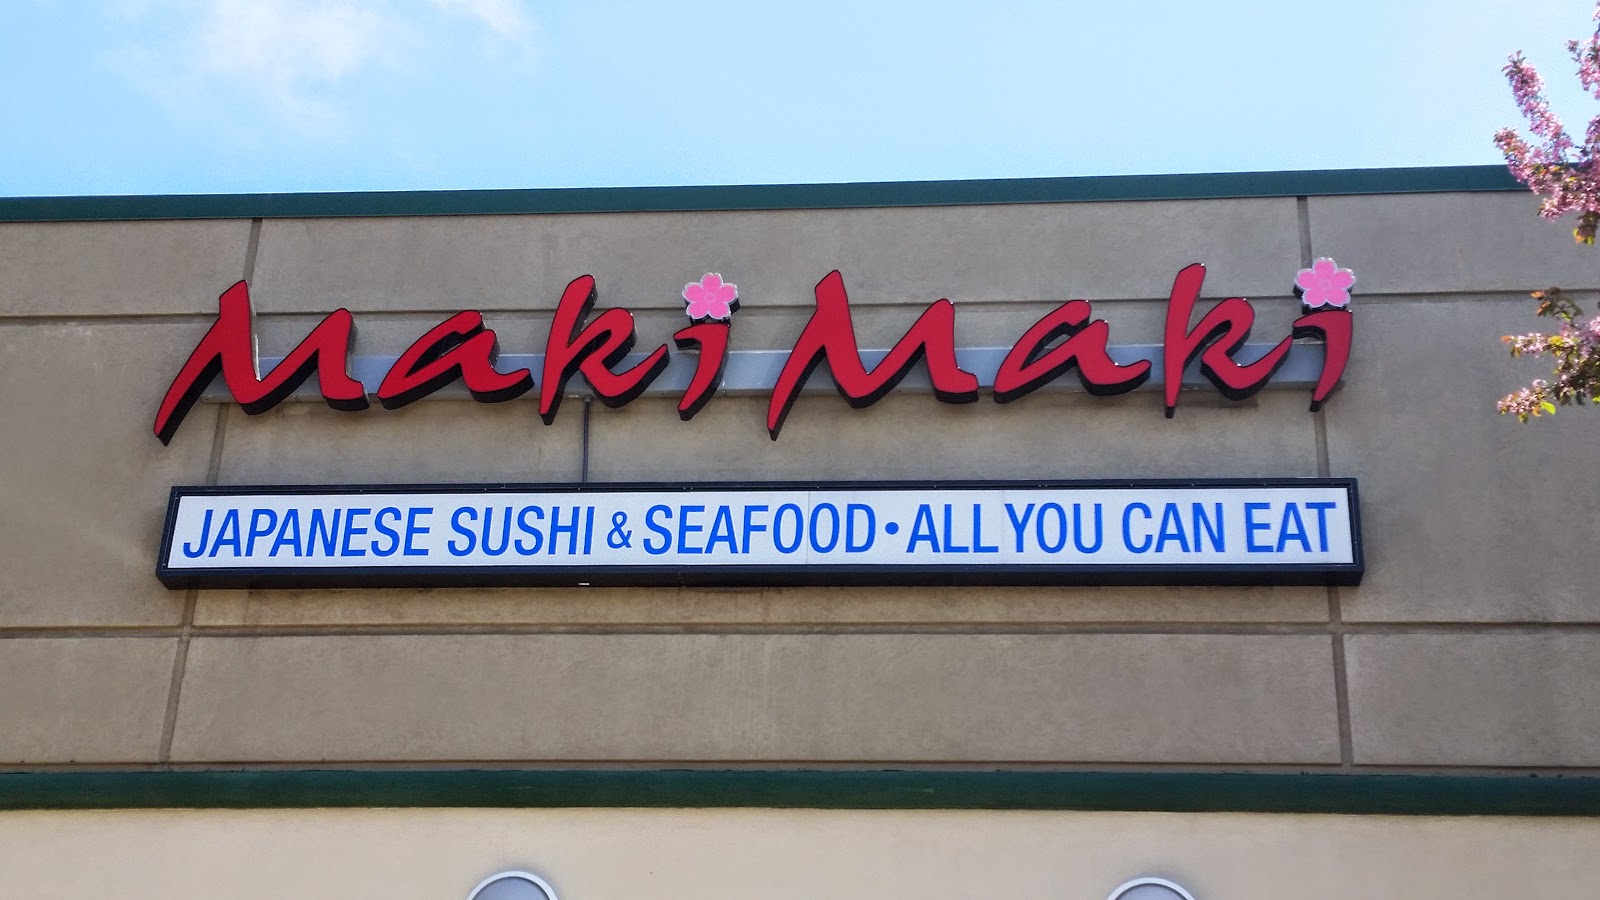 Maki Maki
JAPANESE SUSHI & SEAFOOD • ALL YOU CAN EAT